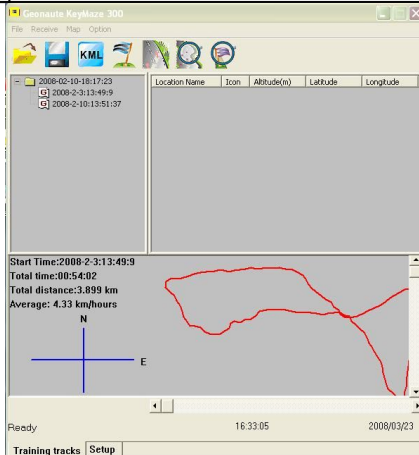 Geonaute KeyMaze 300
File Receive Map Option
KML
2008-02-10-18:17:23
G 2008-2-3:13:49:9
G 2008-2-10:13:51:37
Location Name Icon Altitude(m) Latitude Longitude
Start Time:2008-2-3:13:49:9
Total time:00:54:02
Total distance:3.899 km
Average: 4.33 km/hours
N
E
Ready 16:33:05 2008/03/23
Training tracks Setup